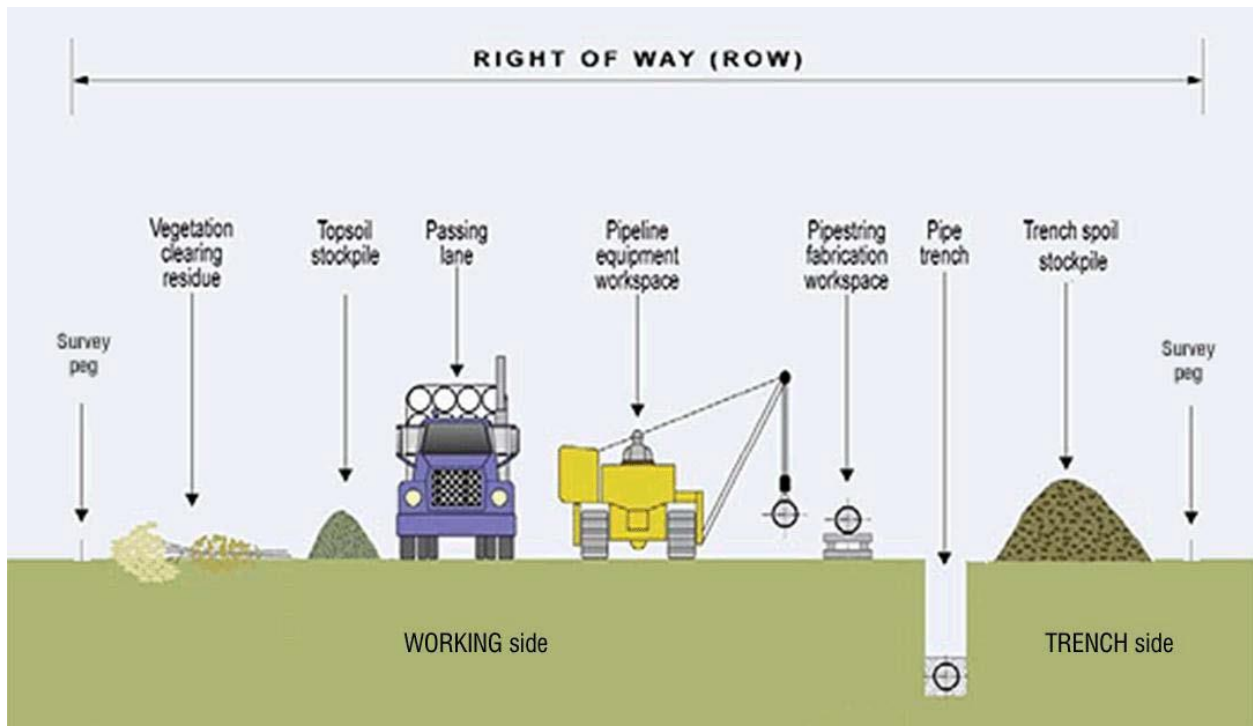 RIGHT OF WAY (ROW)
Vegetation
clearing
residue
Topsoil
stockpile
Passing
lane
Pipeline
equipment
workspace
Pipestring
fabrication
workspace
Pipe
trench
Trench spoil
stockpile
Survey
peg
Survey
peg
WORKING side
TRENCH side